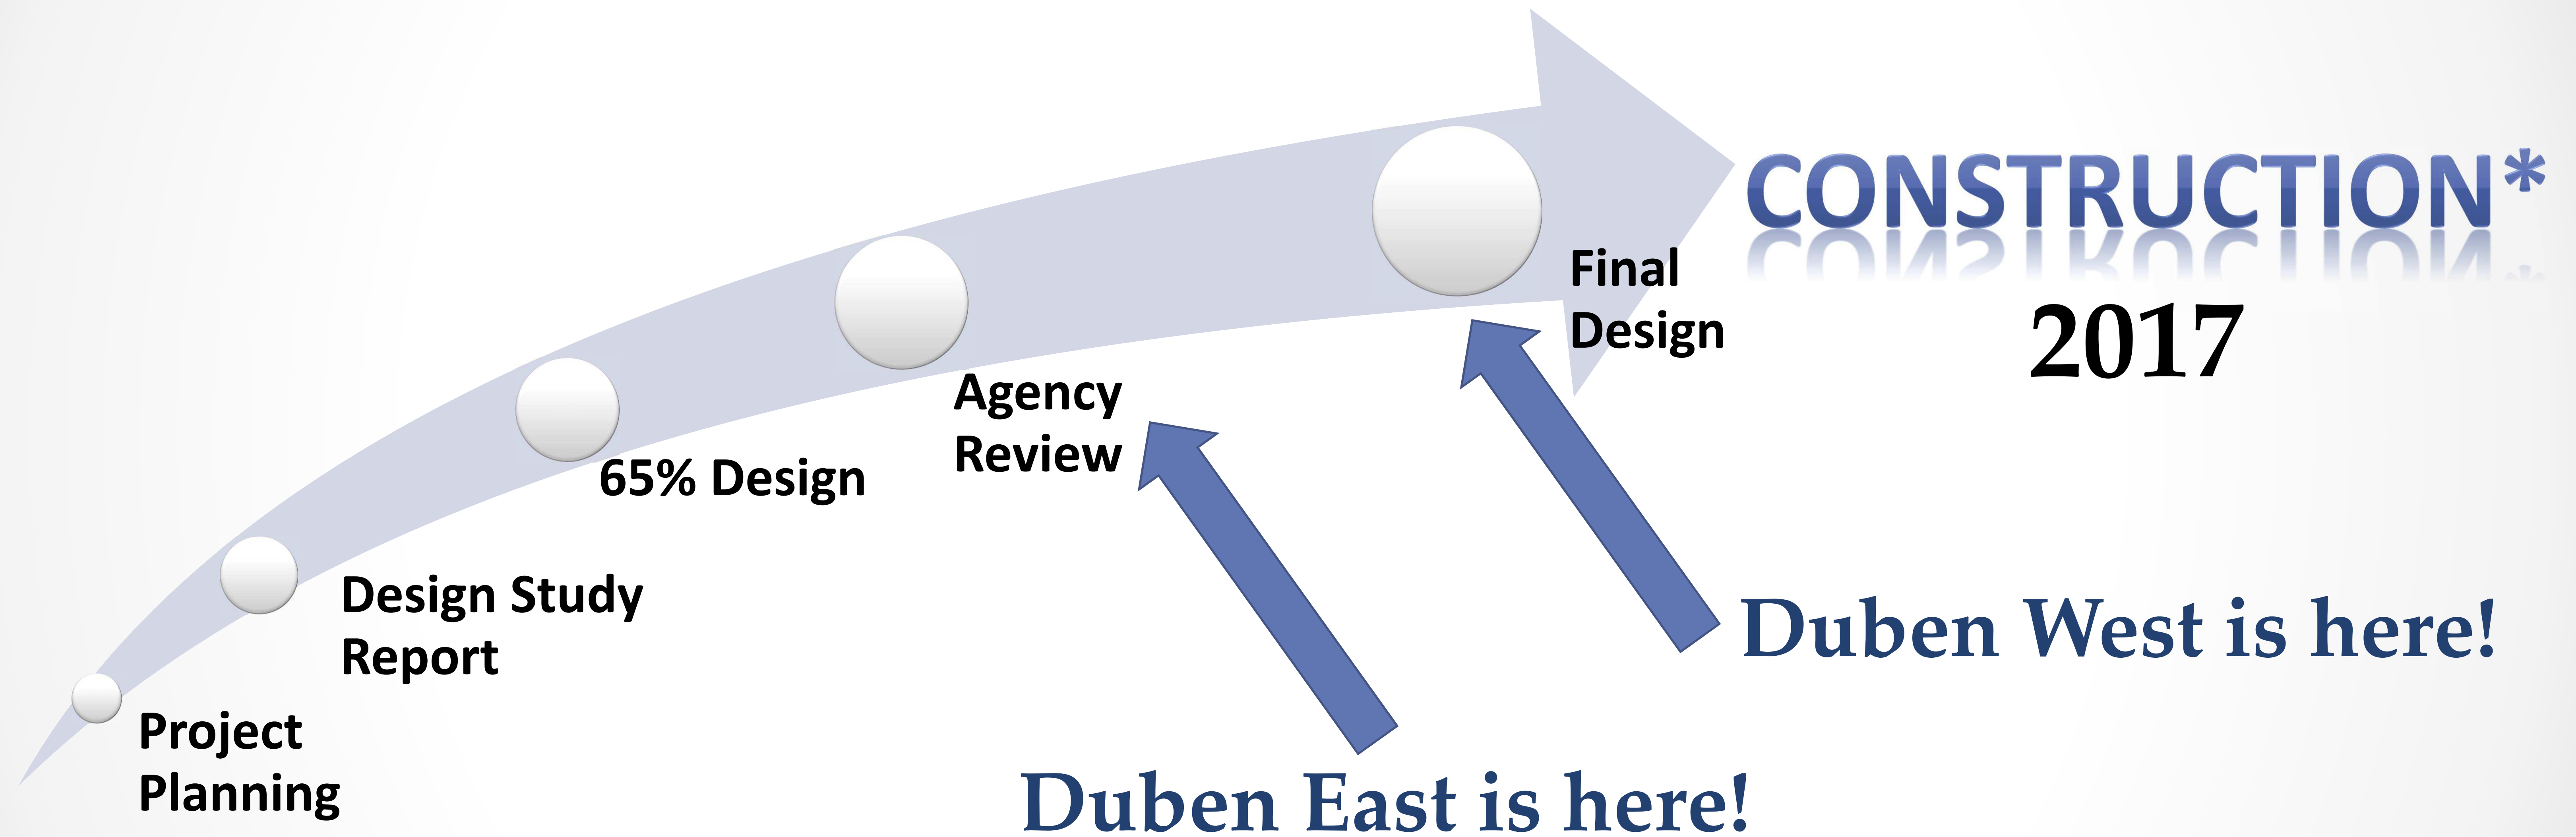 Project
Planning
Design Study
Report
65% Design
Agency
Review
Final
Design
CONSTRUCTION*
2017
Duben West is here!
Duben East is here!